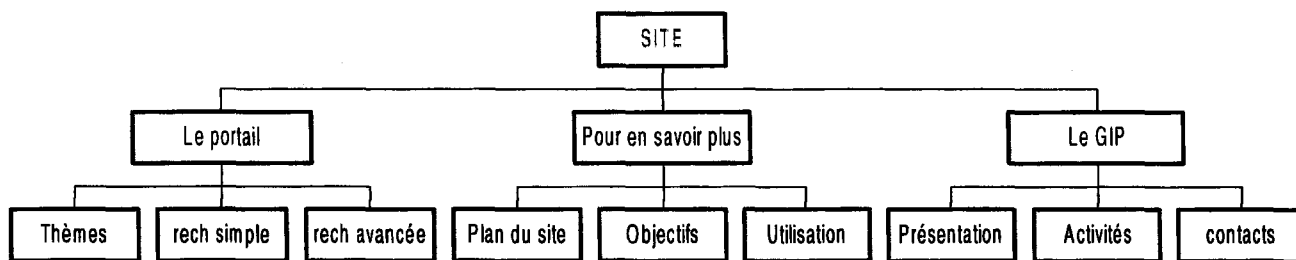 SITE
Le portail
Pour en savoir plus
Le GIP
Thèmes
rech simple
rech avancée
Plan du site
Objectifs
Utilisation
Présentation
Activités
contacts